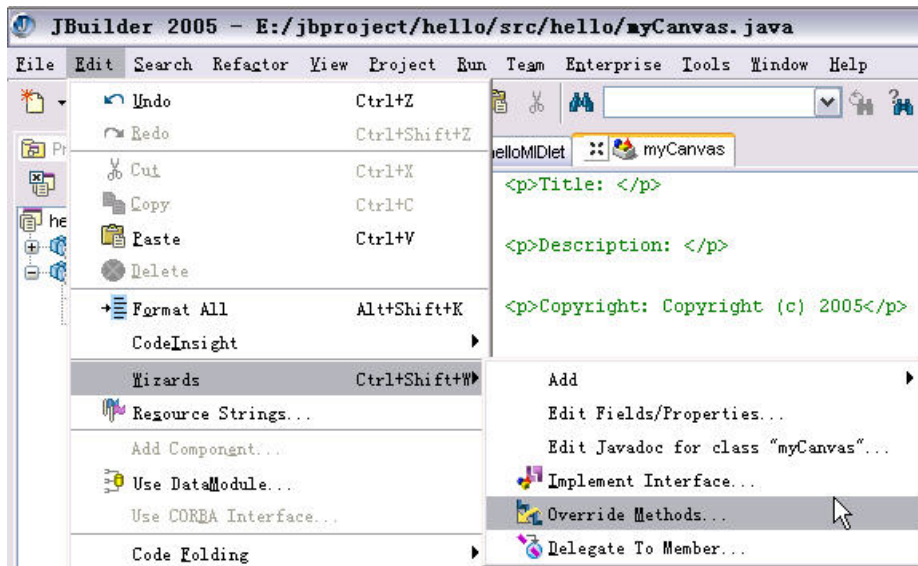 JBuilder 2005 - E:/jbproject/hello/src/hello/myCanvas.java
File Edit Search Refactor View Project Run Team Enterprise Tools Window Help
Undo Ctrl+Z
Redo Ctrl+Shift+Z
Cut Ctrl+X
Copy Ctrl+C
Paste Ctrl+V
Delete
Format All Alt+Shift+K
CodeInsight
Wizards Ctrl+Shift+W
Resource Strings...
Add Component...
Use DataModule...
Use CORBA Interface...
Code Folding
Pr
he
elloMIDlet myCanvas
<p>Title: </p>
<p>Description: </p>
<p>Copyright: Copyright (c) 2005</p>
Add
Edit Fields/Properties...
Edit Javadoc for class "myCanvas"...
Implement Interface...
Override Methods...
Delegate To Member...